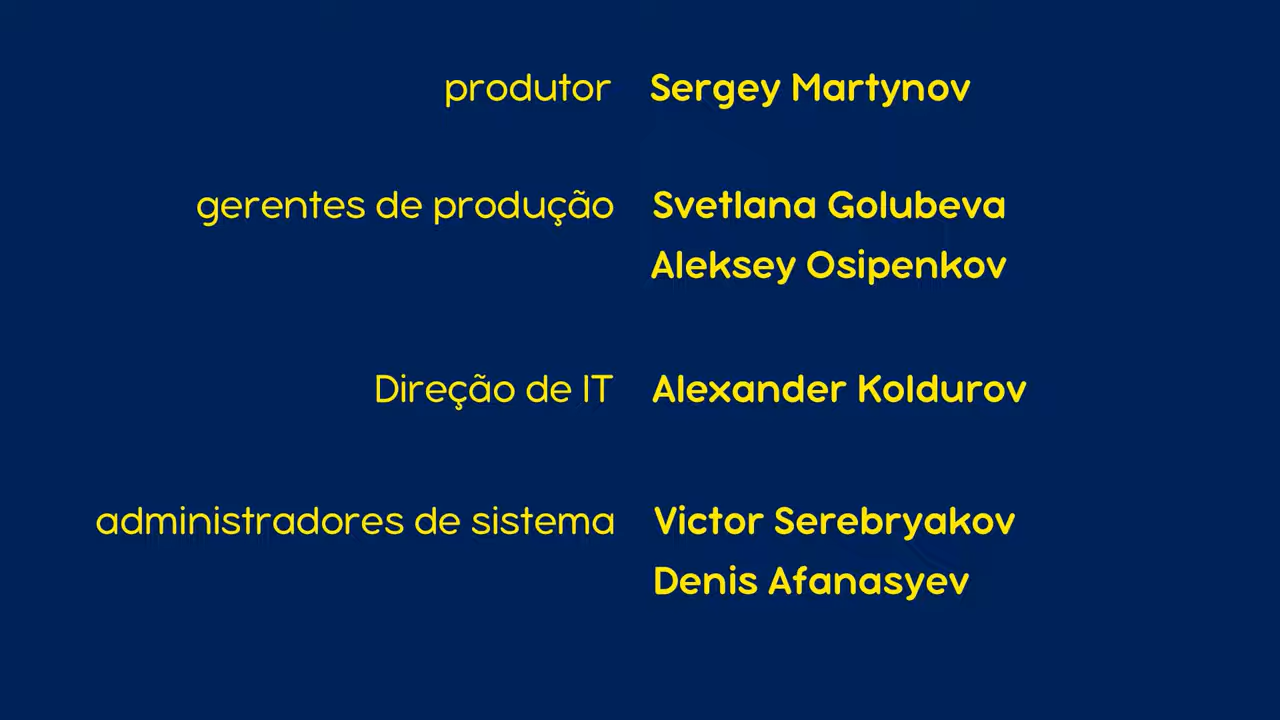 produtor Sergey Martynov
gerentes de produção Svetlana Golubeva
Aleksey Osipenkov
Direção de IT Alexander Koldurov
administradores de sistema Victor Serebryakov
Denis Afanasyev